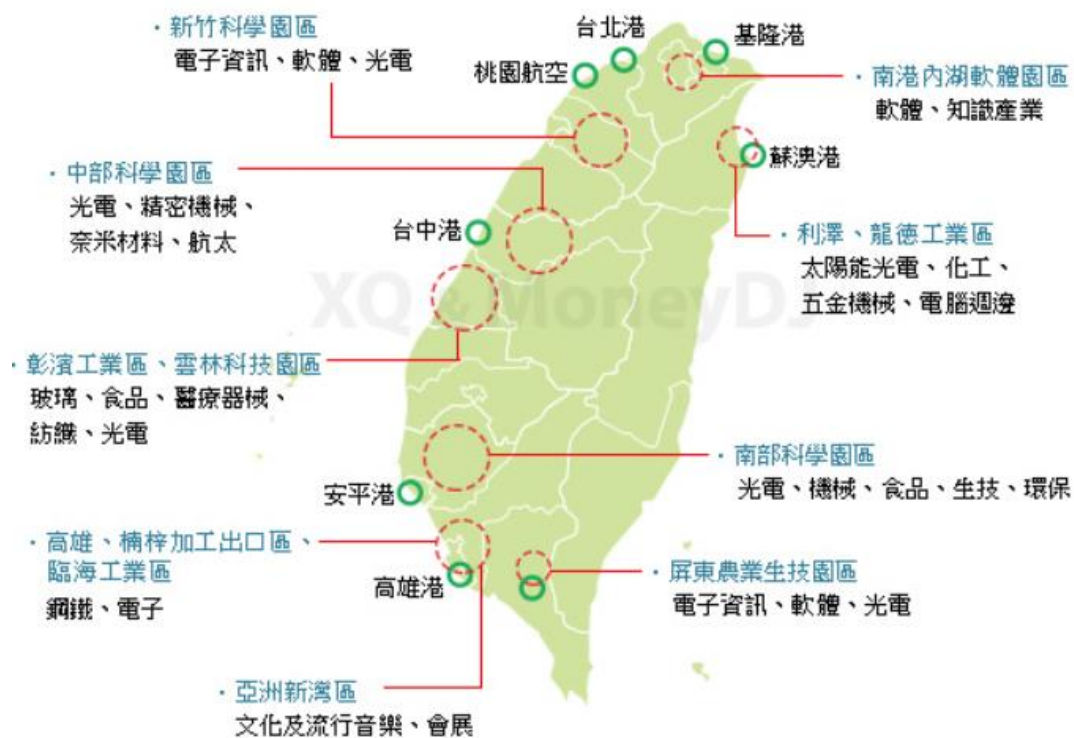 ・新竹科學園區
電子資訊、軟體、光電
台北港
基隆港
桃園航空
・南港內湖軟體園區
軟體、知識產業
・中部科學園區
光電、精密機械、
奈米材料、航太
蘇澳港
台中港
・利澤、龍德工業區
太陽能光電、化工、
五金機械、電腦週邊
XQ & MoneyDJ
・彰濱工業區、雲林科技園區
玻璃、食品、醫療器械、
紡織、光電
・南部科學園區
光電、機械、食品、生技、環保
安平港
・高雄、楠梓加工出口區、
臨海工業區
鋼鐵、電子
高雄港
・屏東農業生技園區
電子資訊、軟體、光電
・亞洲新灣區
文化及流行音樂、會展